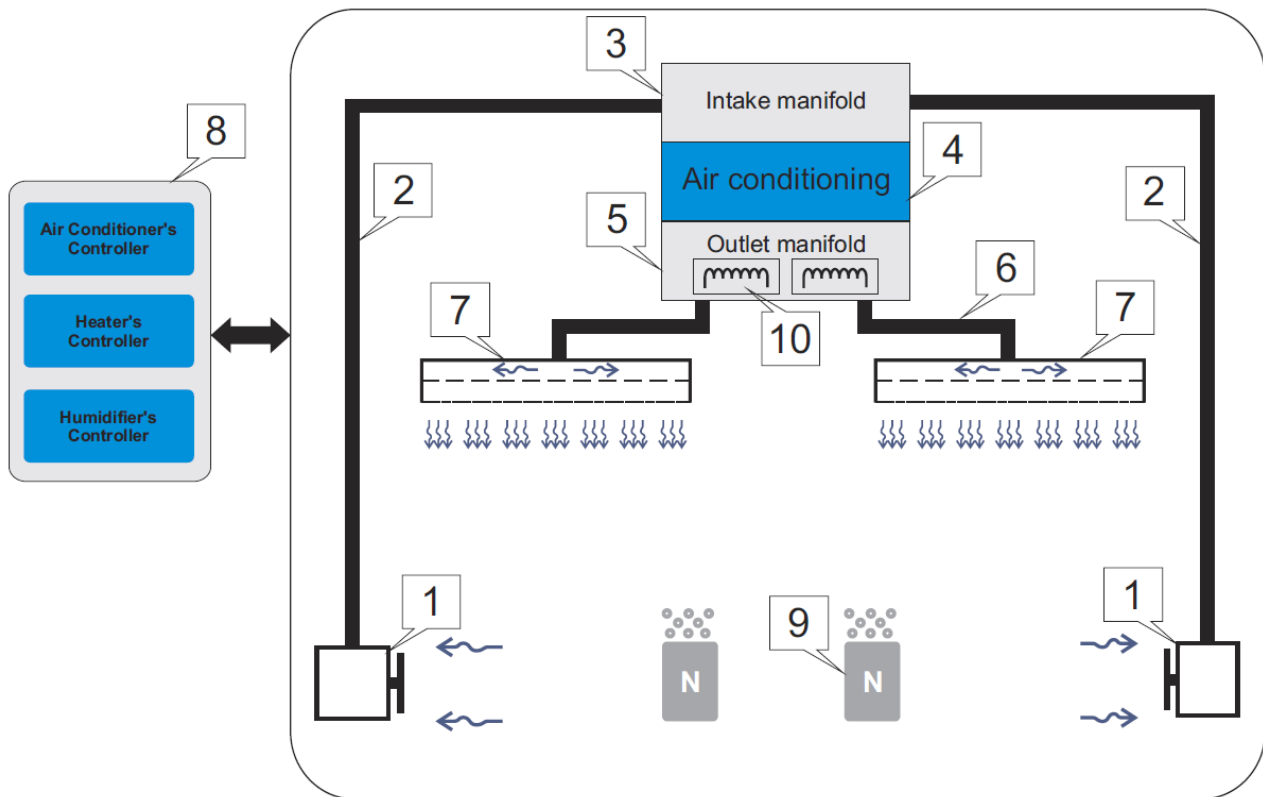 3
Intake manifold
8
4
2
Air conditioning
2
Air Conditioner's
Controller
5
Outlet manifold
6
Heater's
Controller
7
10
7
Humidifier's
Controller
1
9
1
N
N